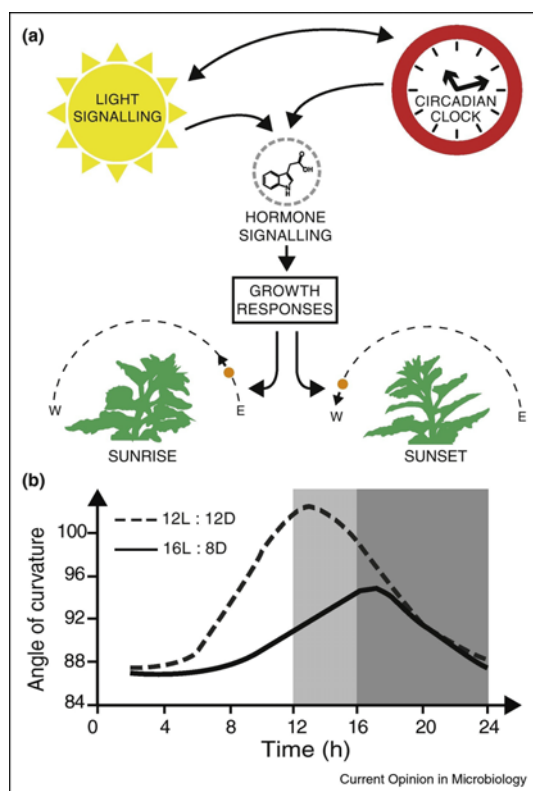 (a)
LIGHT
SIGNALLING
CIRCADIAN
CLOCK
O
OH
N
H
HORMONE
SIGNALLING
GROWTH
RESPONSES
W
E
W
E
SUNRISE
SUNSET
(b)
12L : 12D
16L : 8D
Angle of curvature
100
96
92
88
84
0
4
8
12
16
20
24
Time (h)
Current Opinion in Microbiology